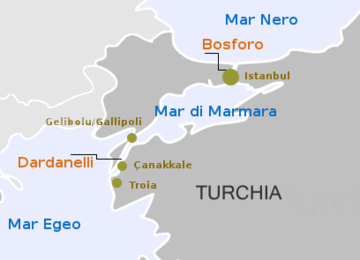 Mar Nero
Bosforo
Istanbul
Mar di Marmara
Gelibolu/Gallipoli
Dardanelli
Çanakkale
Troia
TURCHIA
Mar Egeo